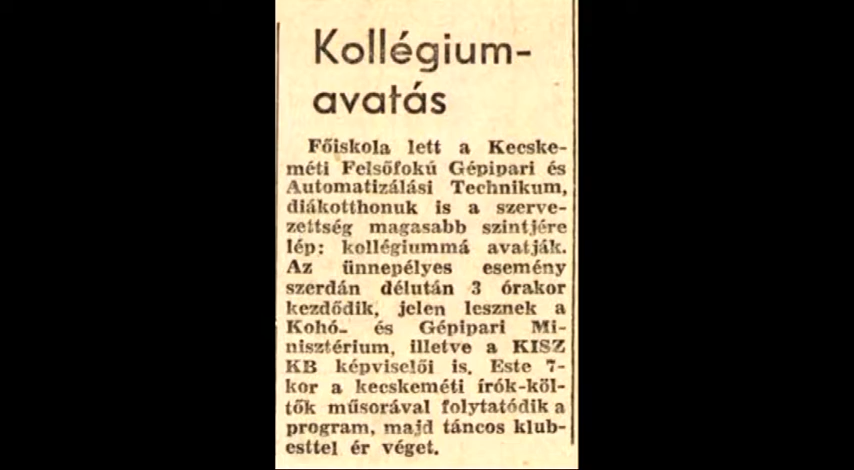 Kollégium-
avatás
Főiskola lett a Kecske-
méti Felsőfokú Gépipari és
Automatizálási Technikum,
diákotthonuk is a szerve-
zettség magasabb szintjére
lép: kollégiummá avatják.
Az ünnepélyes esemény
szerdán délután 3 órakor
kezdődik, jelen lesznek a
Kohó- és Gépipari Mi-
nisztérium, illetve a KISZ
KB képviselői is. Este 7-
kor a kecskeméti írók-köl-
tők műsorával folytatódik a
program, majd táncos klub-
esttel ér véget.